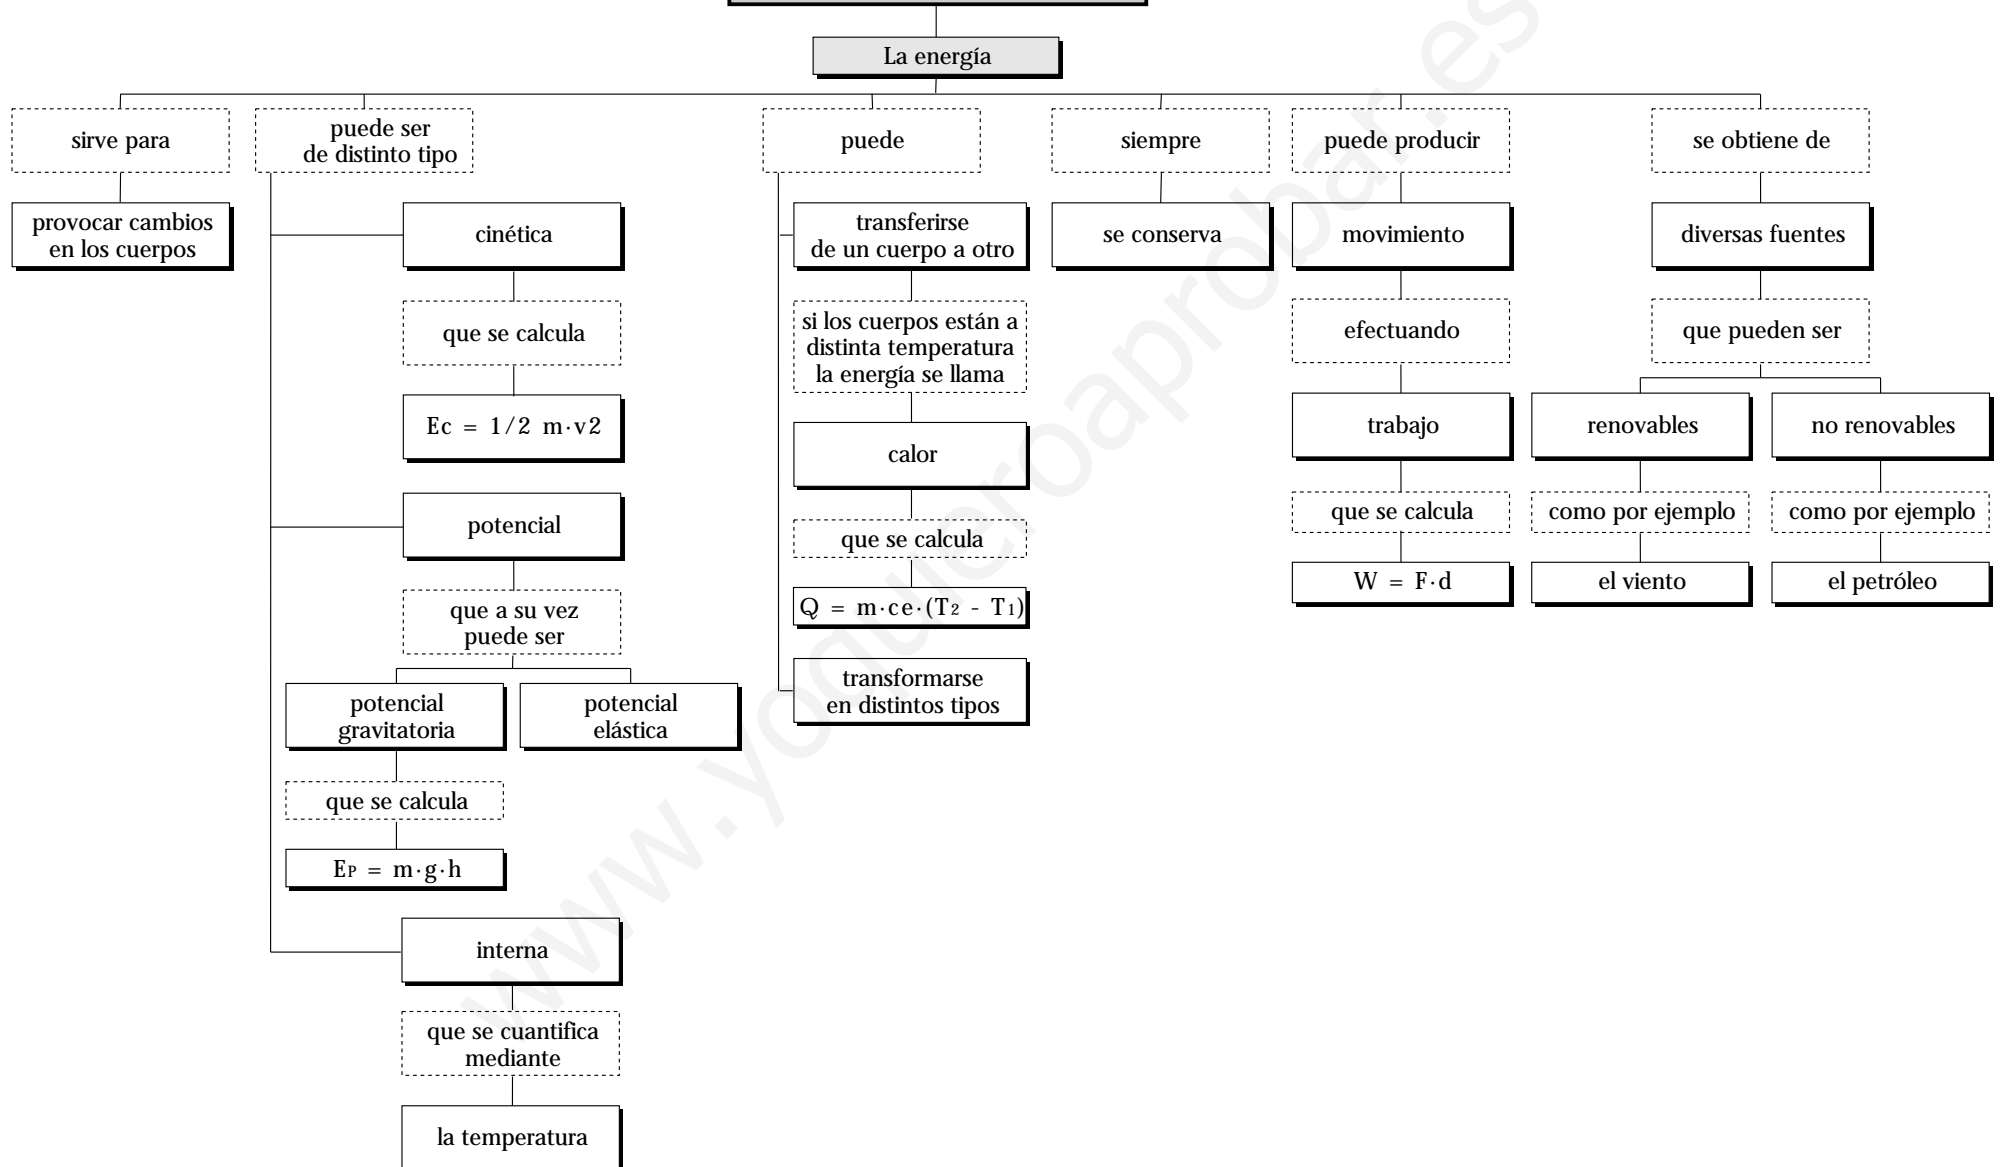 La energía
sirve para
provocar cambios
en los cuerpos
puede ser
de distinto tipo
cinética
que se calcula
Ec = 1/2 m·v2
potencial
que a su vez
puede ser
potencial
gravitatoria
que se calcula
EP = m·g·h
potencial
elástica
interna
que se cuantifica
mediante
la temperatura
puede
transferirse
de un cuerpo a otro
si los cuerpos están a
distinta temperatura
la energía se llama
calor
que se calcula
Q = m·ce·(T2 - T1)
transformarse
en distintos tipos
siempre
se conserva
puede producir
movimiento
efectuando
trabajo
que se calcula
W = F·d
se obtiene de
diversas fuentes
que pueden ser
renovables
como por ejemplo
el viento
no renovables
como por ejemplo
el petróleo
www.yoquieroaprobar.es